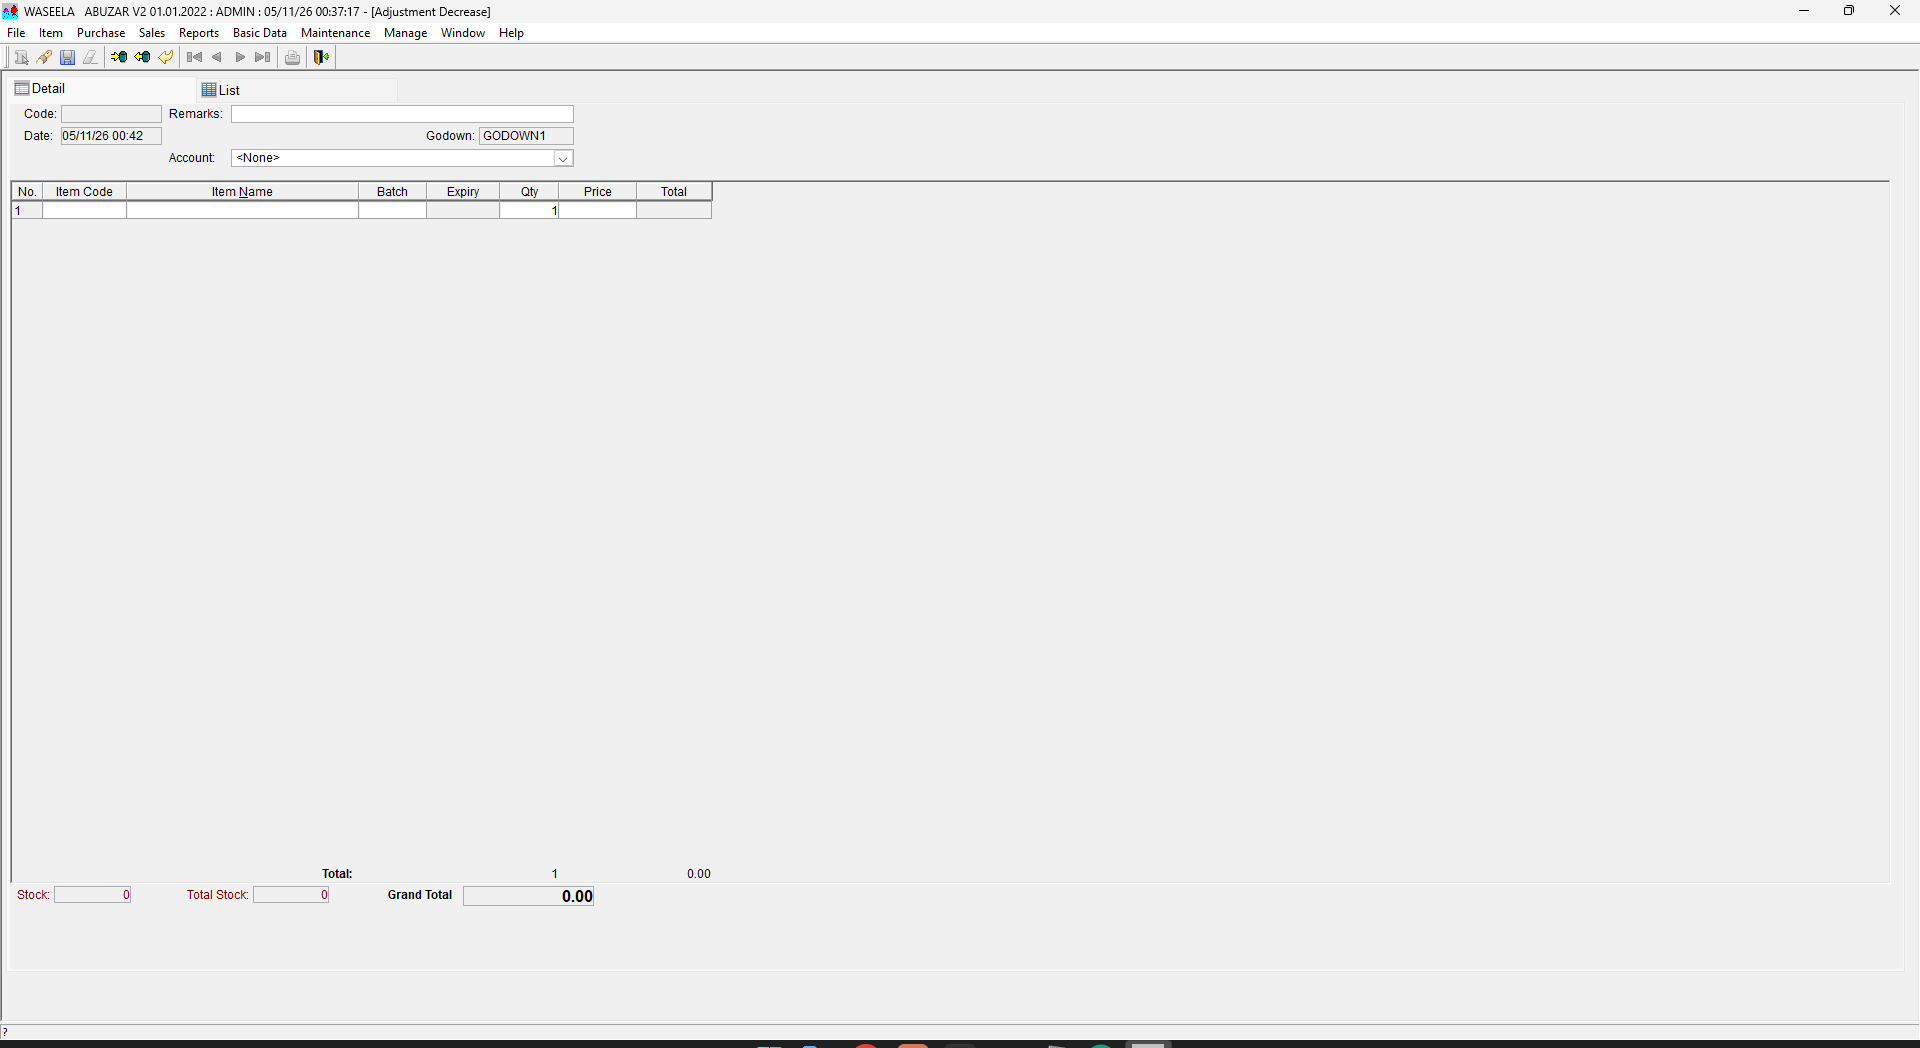 WASEELA   ABUZAR V2 01.01.2022 : ADMIN : 05/11/26 00:37:17 - [Adjustment Decrease]
File Item Purchase Sales Reports Basic Data Maintenance Manage Window Help
Detail List
Code: Remarks:
Date: 05/11/26 00:42 Godown: GODOWN1
Account: <None>
No. Item Code Item Name Batch Expiry Qty Price Total
1 1
Total: 1 0.00
Stock: 0 Total Stock: 0 Grand Total 0.00
?